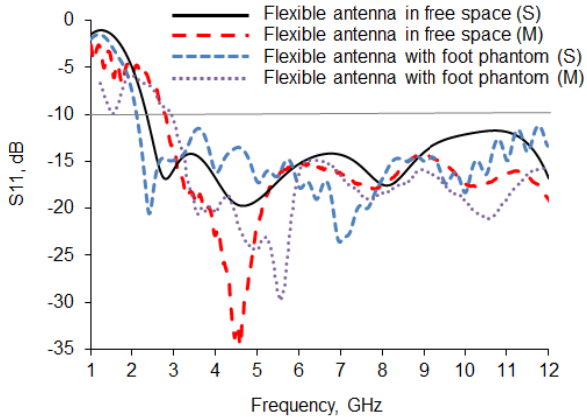 Flexible antenna in free space (S)
Flexible antenna in free space (M)
Flexible antenna with foot phantom (S)
Flexible antenna with foot phantom (M)
0
-5
-10
-15
-20
-25
-30
-35
S11, dB
1 2 3 4 5 6 7 8 9 10 11 12
Frequency, GHz